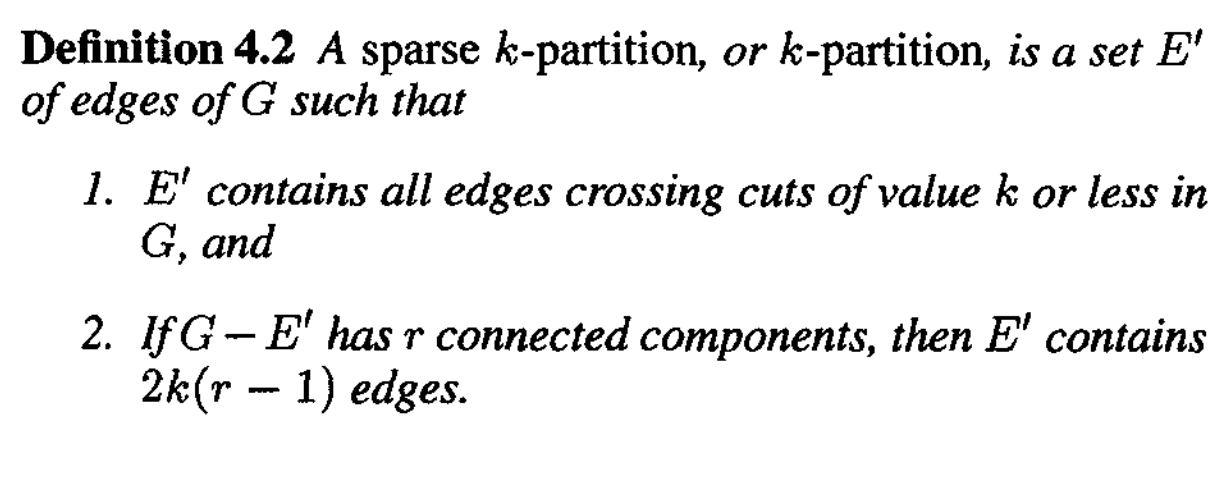 Definition 4.2 A sparse k-partition, or k-partition, is a set E′
of edges of G such that
1. E′ contains all edges crossing cuts of value k or less in
G, and
2. If G − E′ has r connected components, then E′ contains
2k(r − 1) edges.